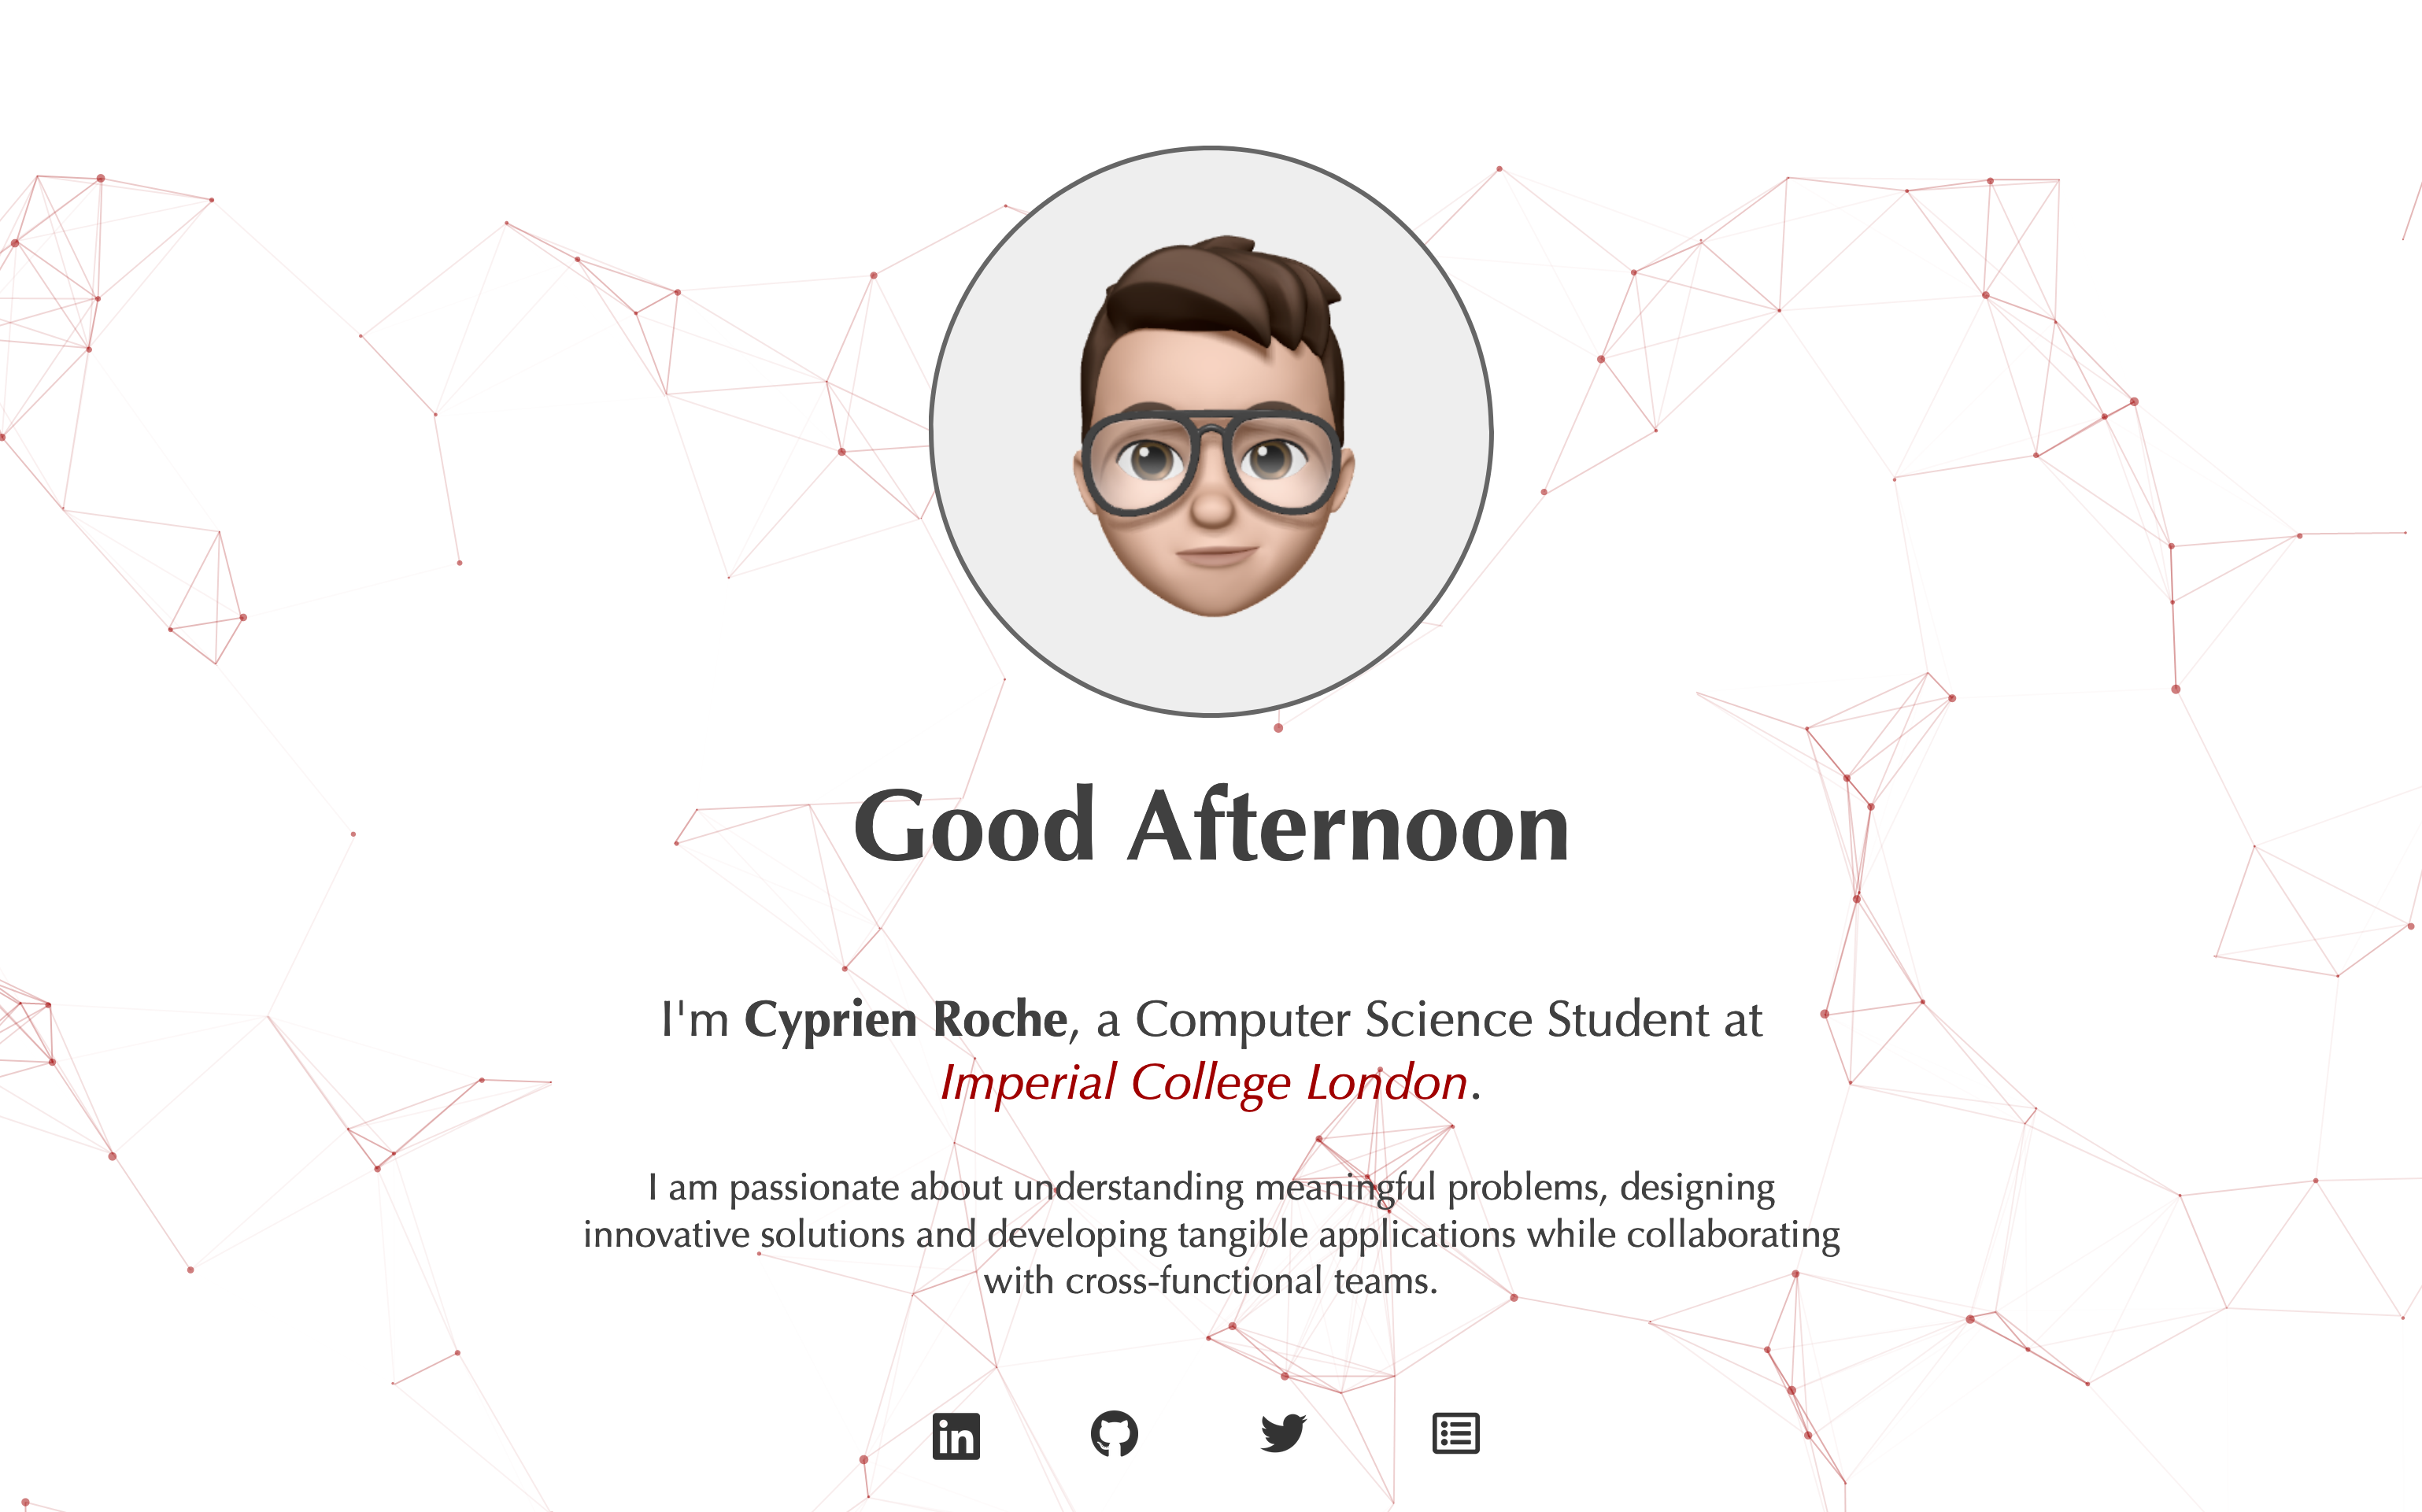 Good Afternoon
I'm Cyprien Roche, a Computer Science Student at
Imperial College London.
I am passionate about understanding meaningful problems, designing
innovative solutions and developing tangible applications while collaborating
with cross-functional teams.
in